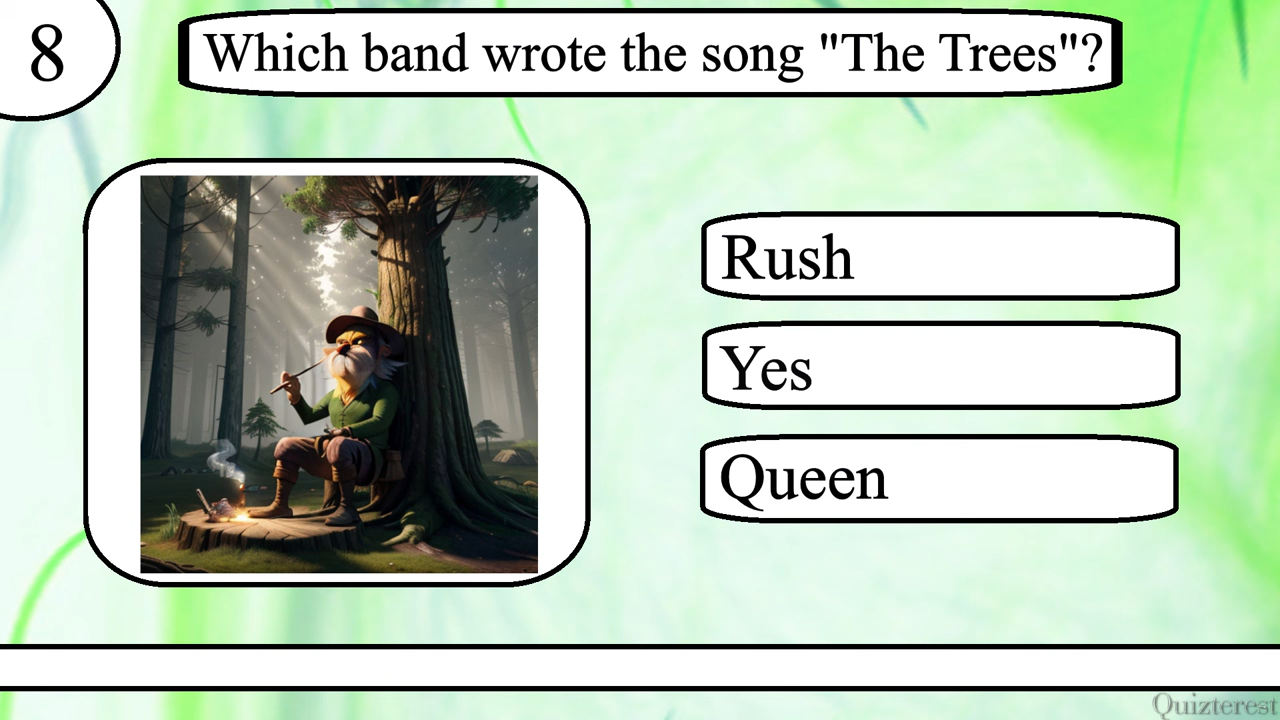 8
Which band wrote the song "The Trees"?
Rush
Yes
Queen
Quizterest